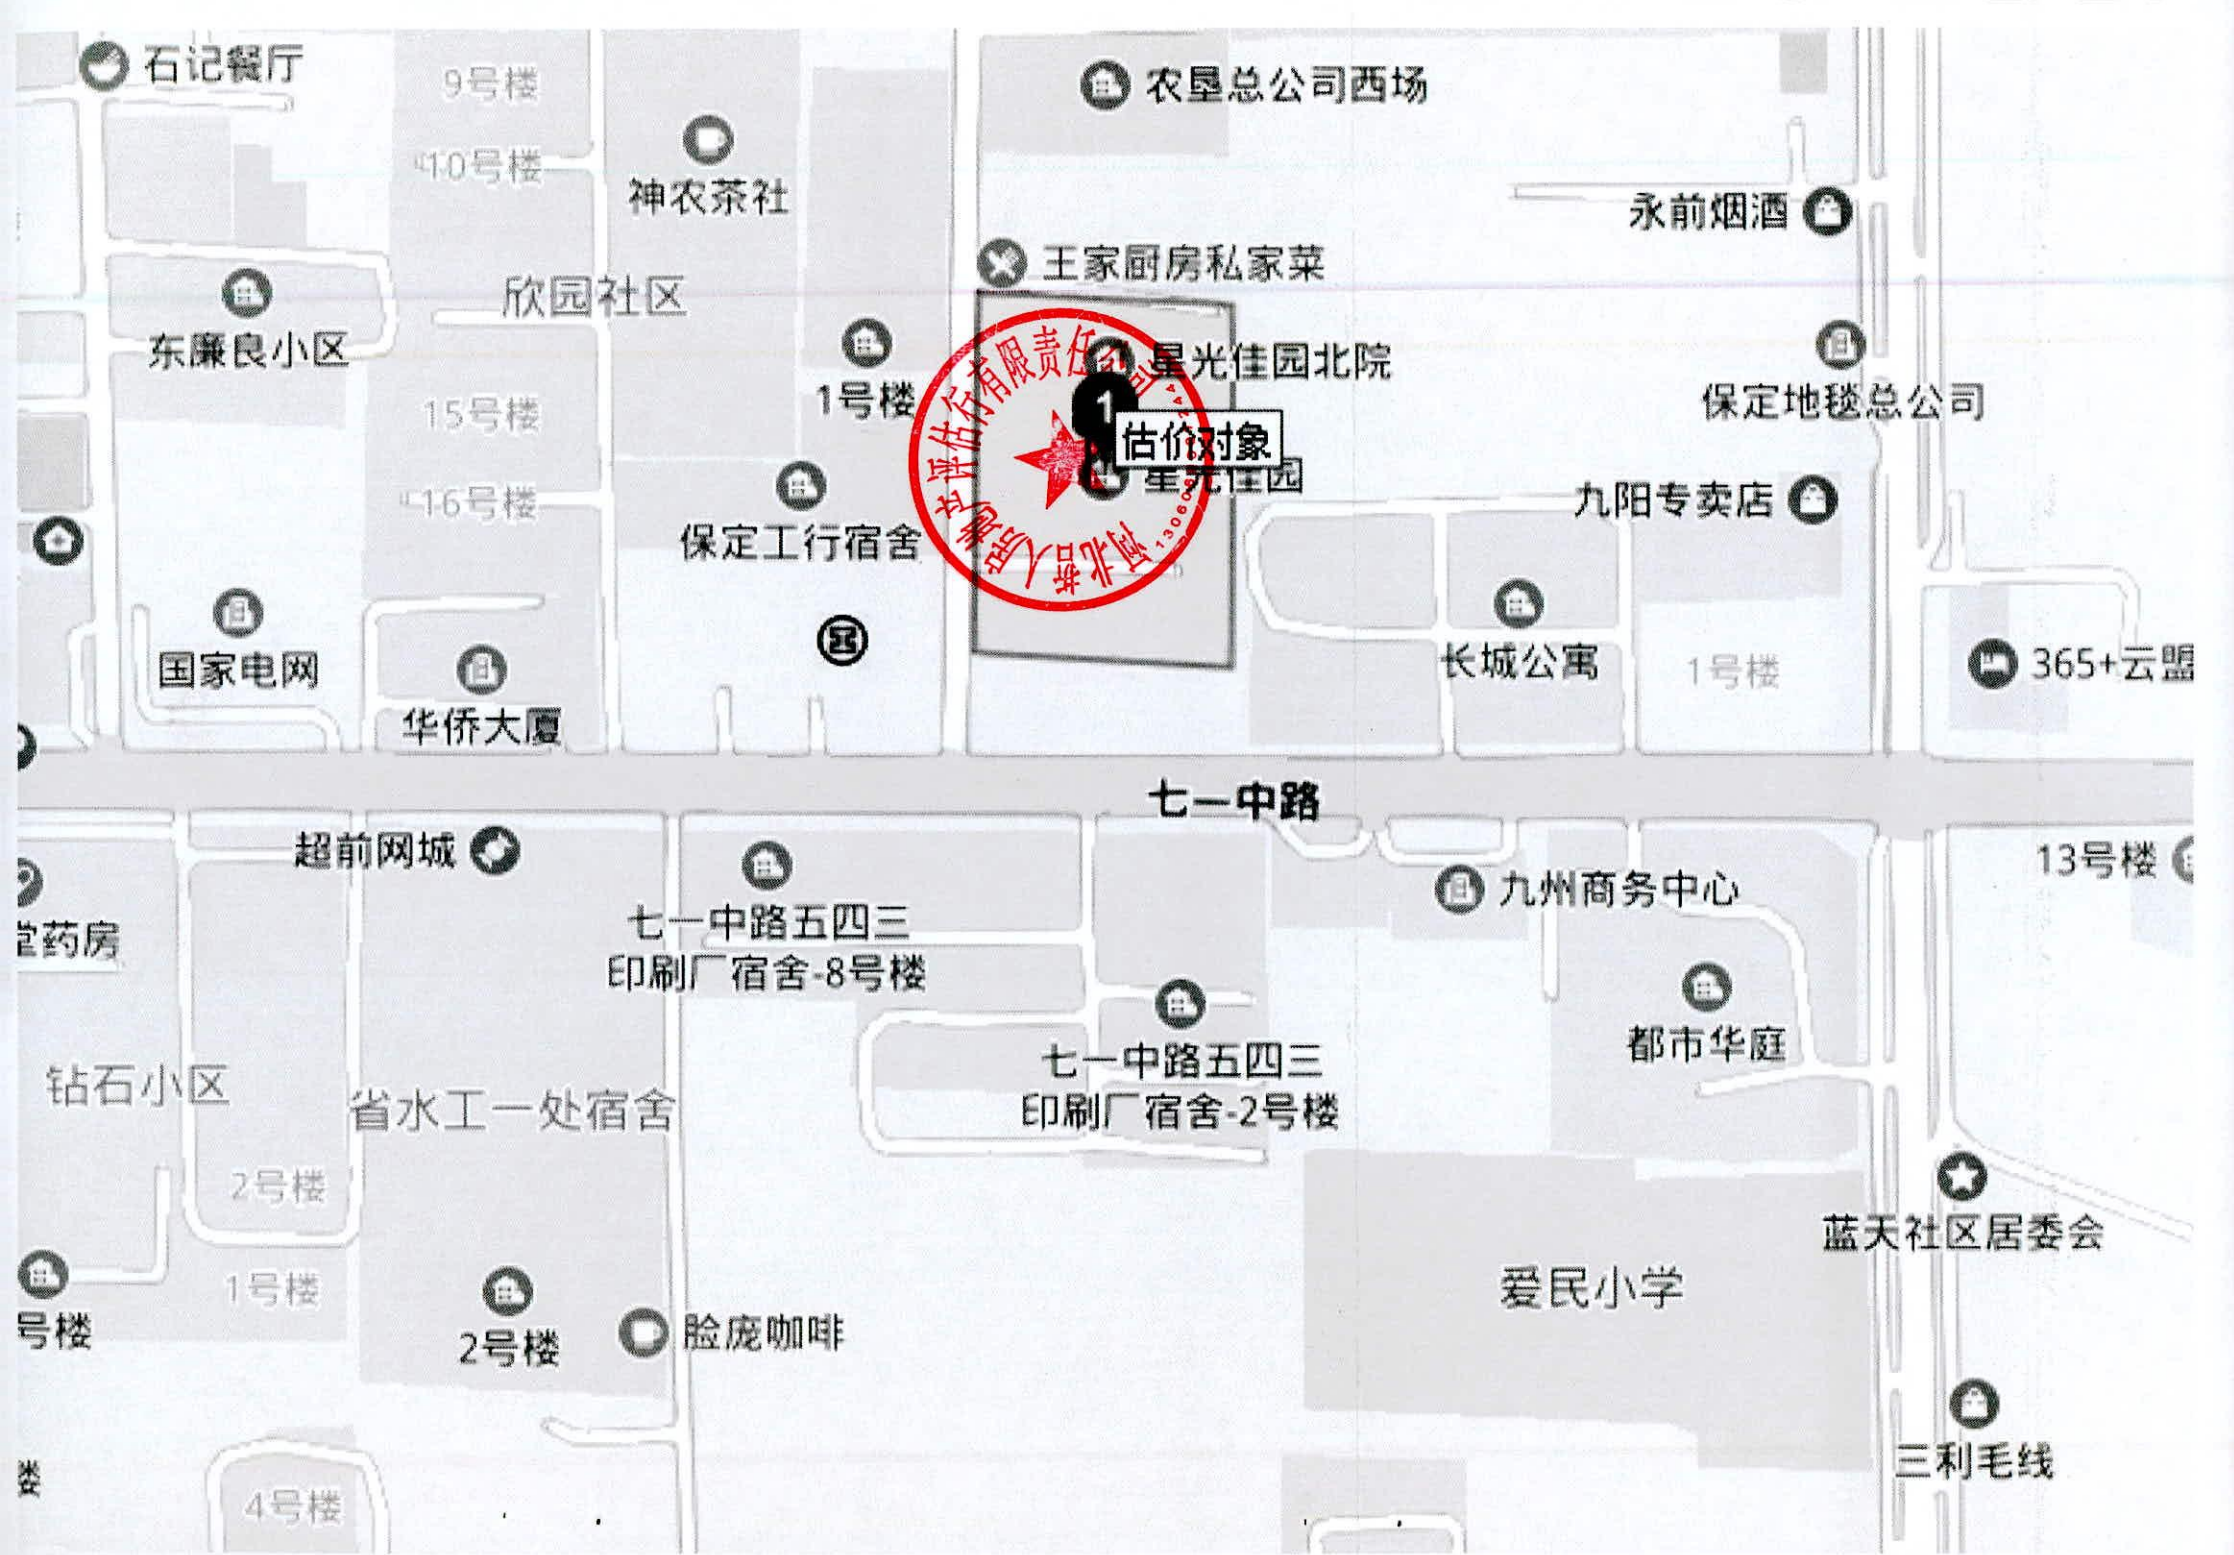 石记餐厅
9号楼
农垦总公司西场
10号楼
神农茶社
永前烟酒
王家厨房私家菜
欣园社区
东廉良小区
星光佳园北院
1号楼
1
保定地毯总公司
15号楼
估价对象
星光佳园
16号楼
保定工行宿舍
九阳专卖店
国家电网
长城公寓
1号楼
365+云盟
华侨大厦
七一中路
超前网城
13号楼
九州商务中心
七一中路五四三
印刷厂宿舍-8号楼
堂药房
都市华庭
七一中路五四三
印刷厂宿舍-2号楼
钻石小区
省水工一处宿舍
2号楼
蓝天社区居委会
1号楼
爱民小学
号楼
2号楼
脸庞咖啡
三利毛线
楼
4号楼